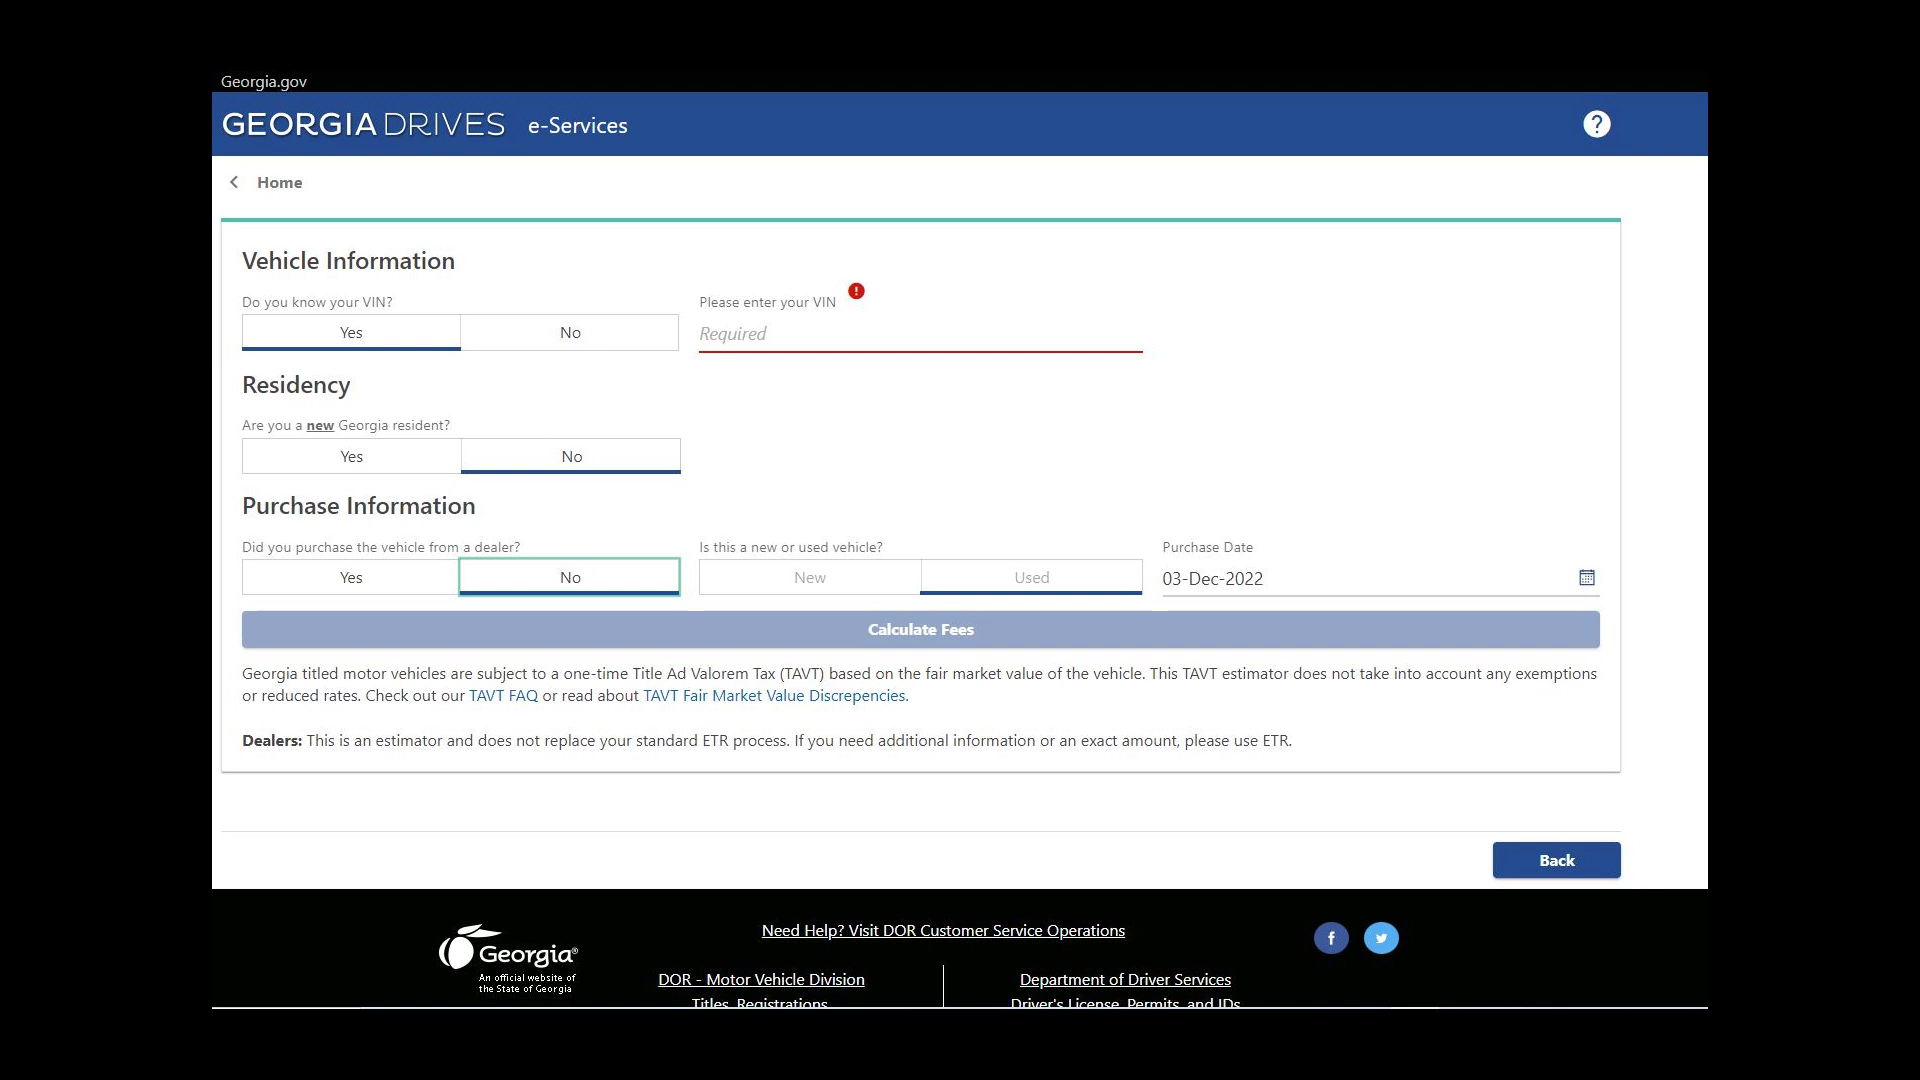 Georgia.gov
GEORGIA DRIVES e-Services ?
Home
Vehicle Information
Do you know your VIN? Please enter your VIN !
Yes No Required
Residency
Are you a new Georgia resident?
Yes No
Purchase Information
Did you purchase the vehicle from a dealer? Is this a new or used vehicle? Purchase Date
Yes No New Used 03-Dec-2022
Calculate Fees
Georgia titled motor vehicles are subject to a one-time Title Ad Valorem Tax (TAVT) based on the fair market value of the vehicle. This TAVT estimator does not take into account any exemptions
or reduced rates. Check out our TAVT FAQ or read about TAVT Fair Market Value Discrepencies.
Dealers: This is an estimator and does not replace your standard ETR process. If you need additional information or an exact amount, please use ETR.
Back
Georgia®
An official website of
the State of Georgia
Need Help? Visit DOR Customer Service Operations
DOR - Motor Vehicle Division
Titles, Registrations
Department of Driver Services
Driver's License, Permits, and IDs
f